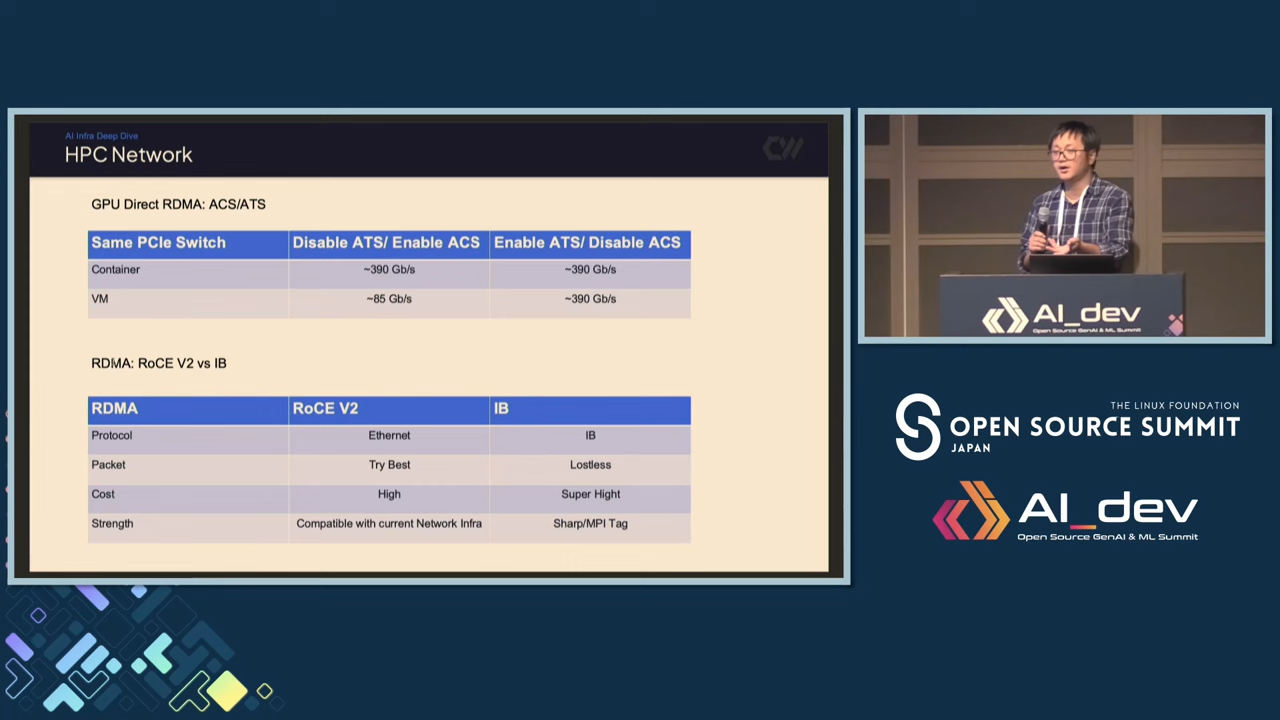 AI Infra Deep Dive
HPC Network
GPU Direct RDMA: ACS/ATS
Same PCIe Switch Disable ATS/ Enable ACS Enable ATS/ Disable ACS
Container ~390 Gb/s ~390 Gb/s
VM ~85 Gb/s ~390 Gb/s
RDMA: RoCE V2 vs IB
RDMA RoCE V2 IB
Protocol Ethernet IB
Packet Try Best Lostless
Cost High Super Hight
Strength Compatible with current Network Infra Sharp/MPI Tag
AI_dev
Open Source GenAI & ML Summit
THE LINUX FOUNDATION
OPEN SOURCE SUMMIT
JAPAN
AI_dev
Open Source GenAI & ML Summit